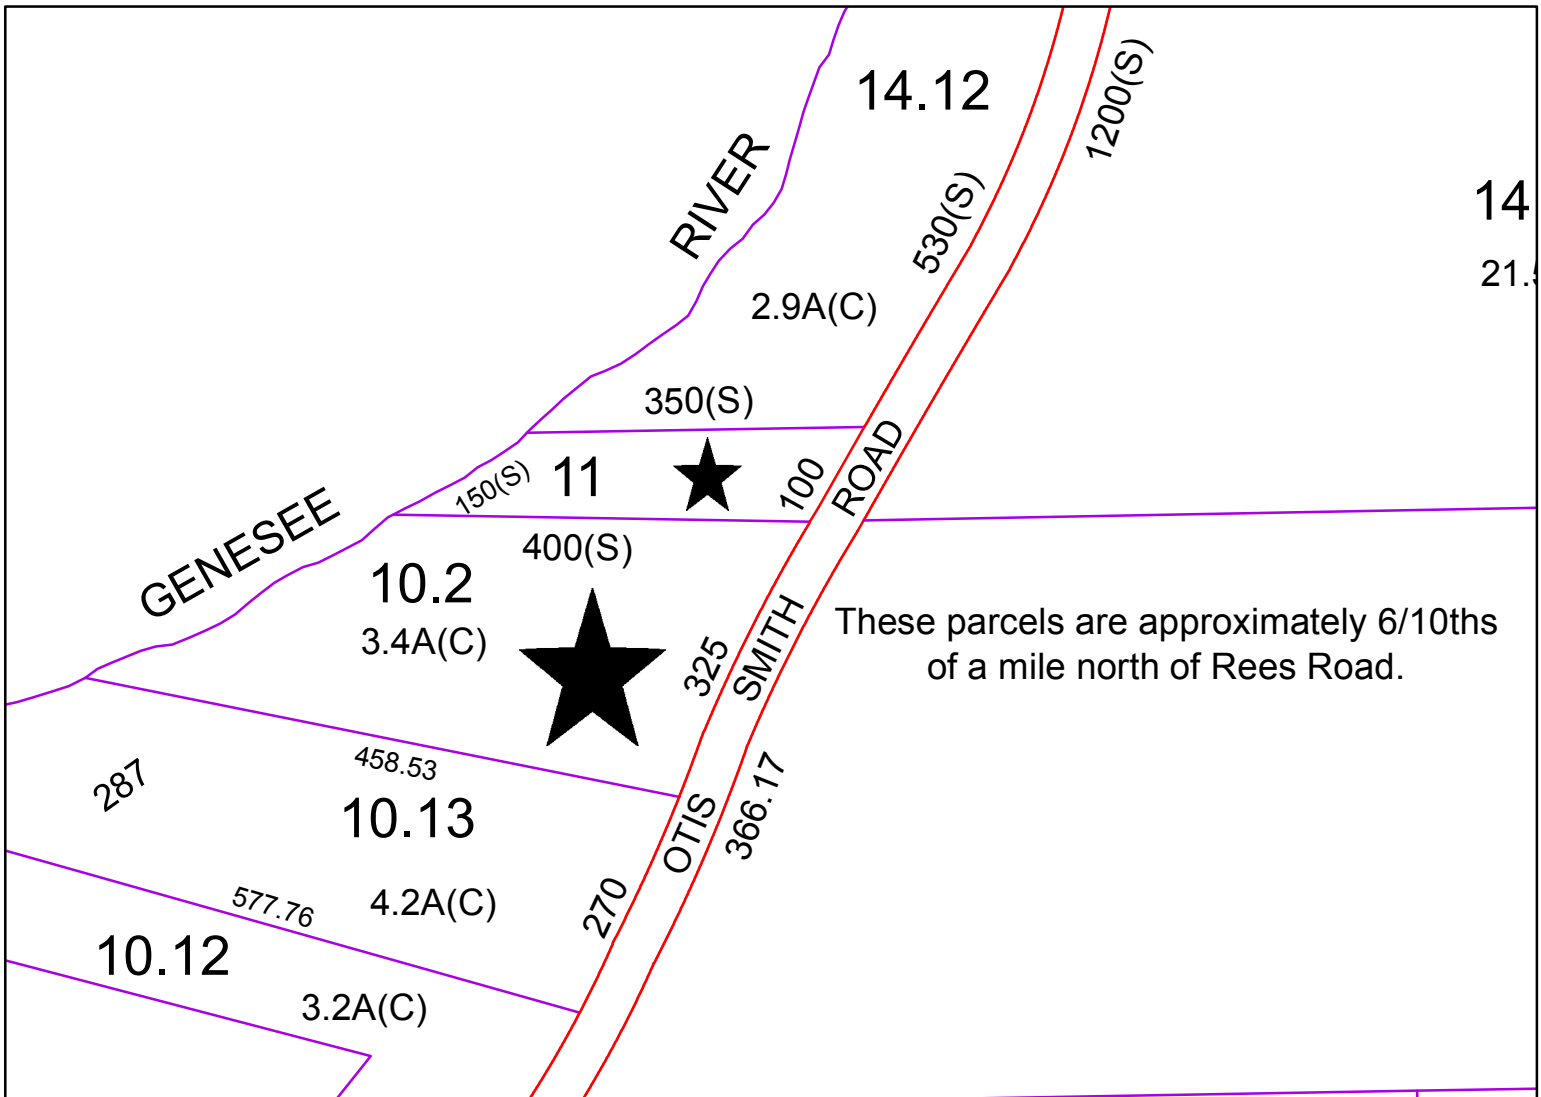 14.12
1200(S)
14
RIVER
530(S)
21.
2.9A(C)
350(S)
150(S)
11
100
ROAD
GENESEE
400(S)
10.2
3.4A(C)
325
SMITH
These parcels are approximately 6/10ths
of a mile north of Rees Road.
287
458.53
10.13
OTIS
366.17
577.76
4.2A(C)
270
10.12
3.2A(C)